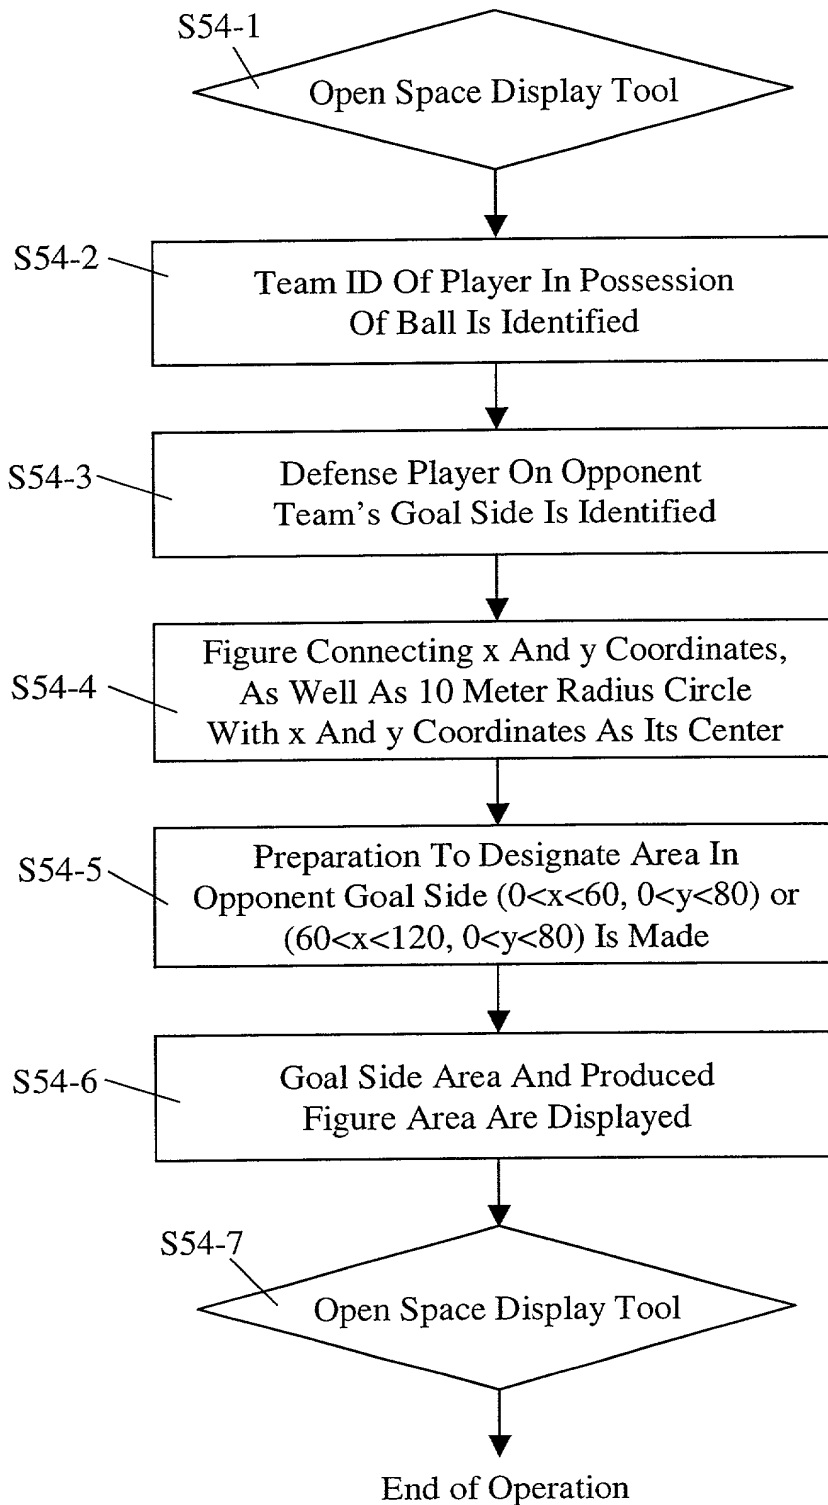 S54-1
Open Space Display Tool
S54-2
Team ID Of Player In Possession
Of Ball Is Identified
S54-3
Defense Player On Opponent
Team's Goal Side Is Identified
S54-4
Figure Connecting x And y Coordinates,
As Well As 10 Meter Radius Circle
With x And y Coordinates As Its Center
S54-5
Preparation To Designate Area In
Opponent Goal Side (0<x<60, 0<y<80) or
(60<x<120, 0<y<80) Is Made
S54-6
Goal Side Area And Produced
Figure Area Are Displayed
S54-7
Open Space Display Tool
End of Operation